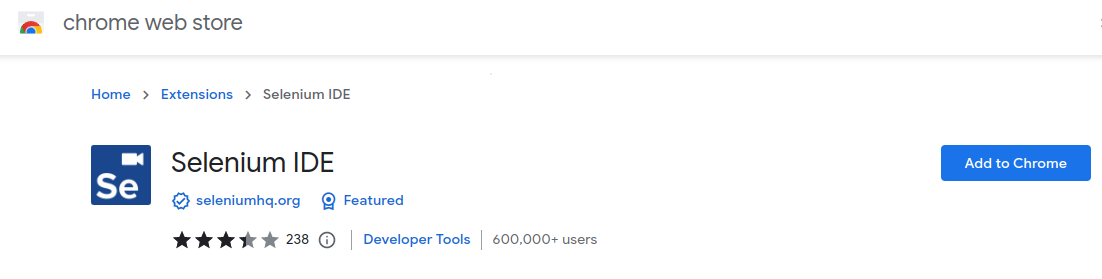 chrome web store
Home > Extensions > Selenium IDE
Se
Selenium IDE
Add to Chrome
seleniumhq.org Featured
238 Developer Tools 600,000+ users